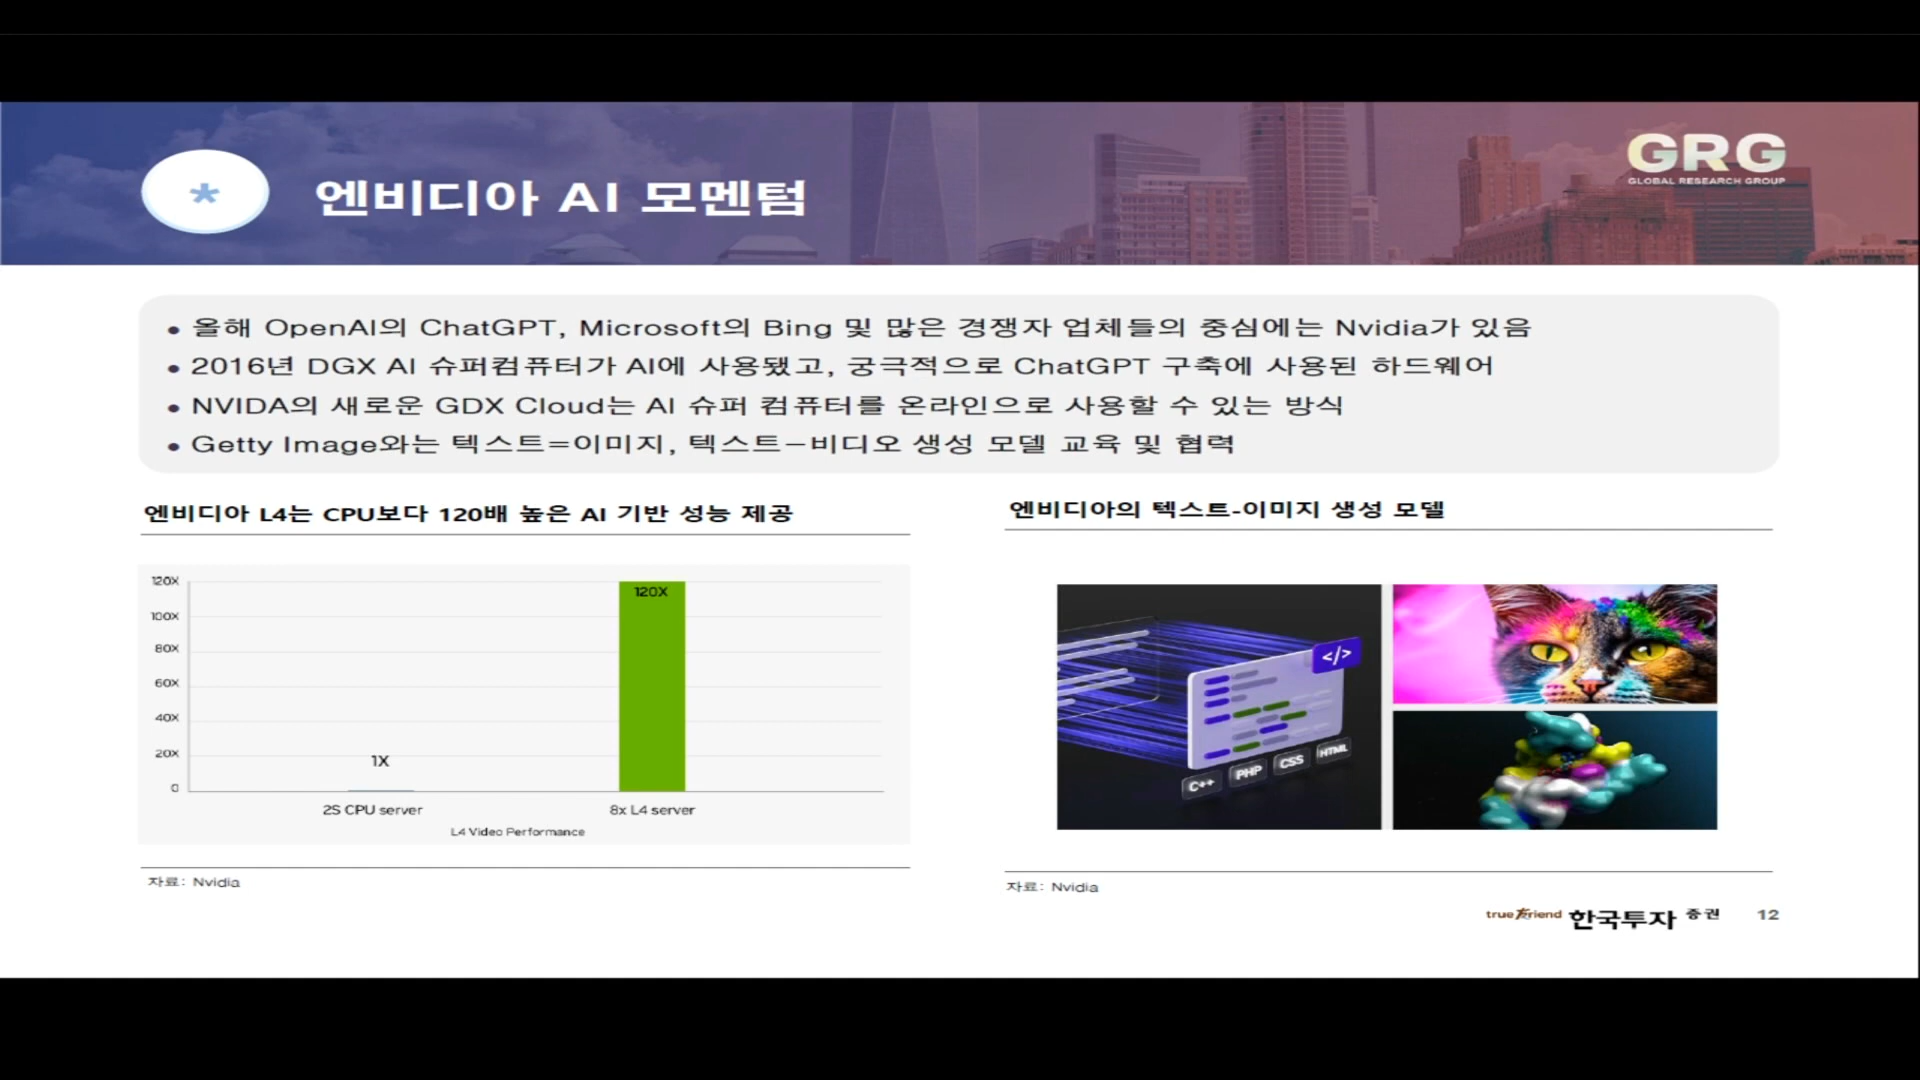 *
엔비디아 AI 모멘텀
GRG
GLOBAL RESEARCH GROUP
• 올해 OpenAI의 ChatGPT, Microsoft의 Bing 및 많은 경쟁자 업체들의 중심에는 Nvidia가 있음
• 2016년 DGX AI 슈퍼컴퓨터가 AI에 사용됐고, 궁극적으로 ChatGPT 구축에 사용된 하드웨어
• NVIDA의 새로운 GDX Cloud는 AI 슈퍼 컴퓨터를 온라인으로 사용할 수 있는 방식
• Getty Image와는 텍스트=이미지, 텍스트-비디오 생성 모델 교육 및 협력
엔비디아 L4는 CPU보다 120배 높은 AI 기반 성능 제공
120X
100X
80X
60X
40X
20X
0
1X
120X
2S CPU server
8x L4 server
L4 Video Performance
자료: Nvidia
엔비디아의 텍스트-이미지 생성 모델
</>
C++
PHP
CSS
HTML
자료: Nvidia
true friend 한국투자 증권
12